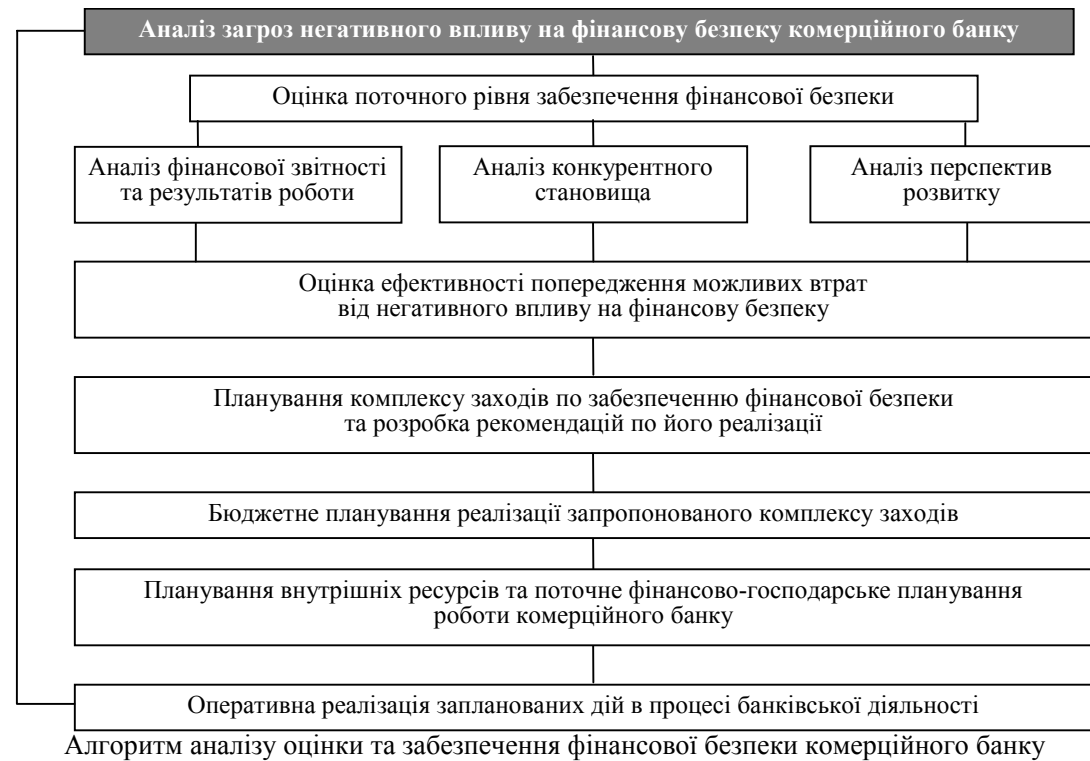 Аналіз загроз негативного впливу на фінансову безпеку комерційного банку
Оцінка поточного рівня забезпечення фінансової безпеки
Аналіз фінансової звітності
та результатів роботи
Аналіз конкурентного
становища
Аналіз перспектив
розвитку
Оцінка ефективності попередження можливих втрат
від негативного впливу на фінансову безпеку
Планування комплексу заходів по забезпеченню фінансової безпеки
та розробка рекомендацій по його реалізації
Бюджетне планування реалізації запропонованого комплексу заходів
Планування внутрішніх ресурсів та поточне фінансово-господарське планування
роботи комерційного банку
Оперативна реалізація запланованих дій в процесі банківської діяльності
Алгоритм аналізу оцінки та забезпечення фінансової безпеки комерційного банку